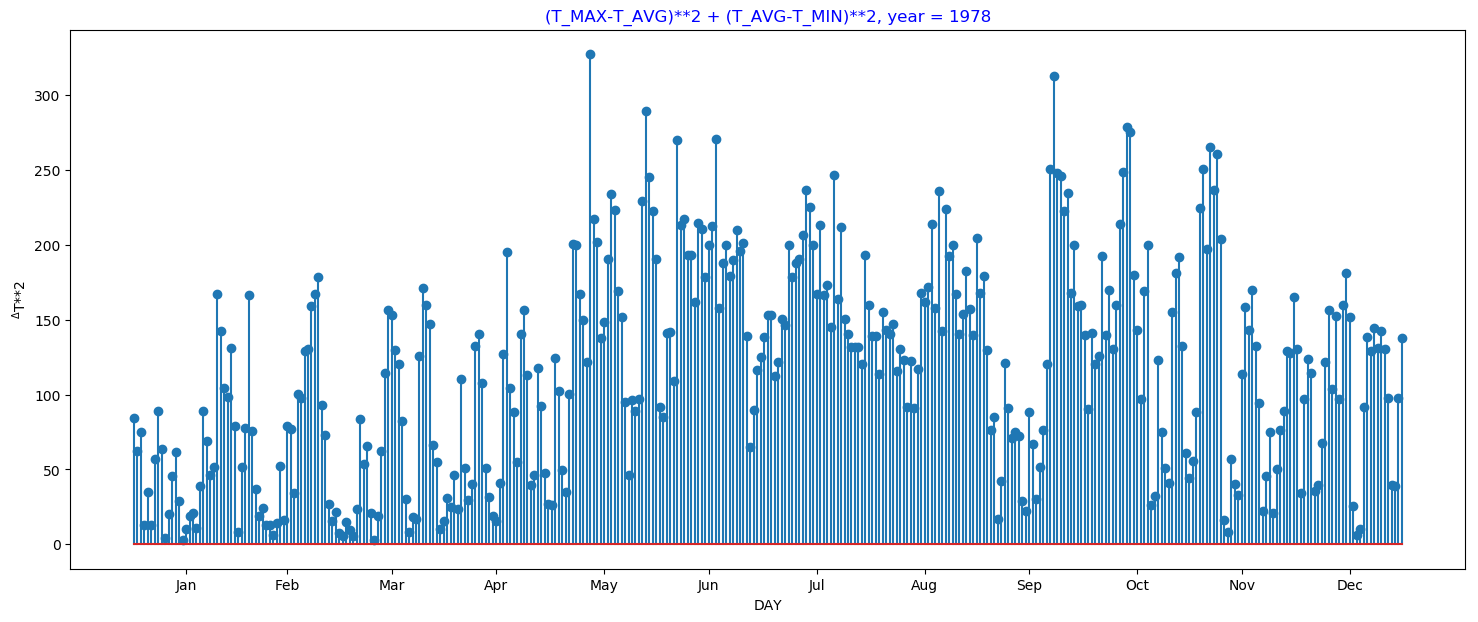 (T_MAX-T_AVG)**2 + (T_AVG-T_MIN)**2, year = 1978
ΔT**2
300
250
200
150
100
50
0
Jan Feb Mar Apr May Jun Jul Aug Sep Oct Nov Dec
DAY